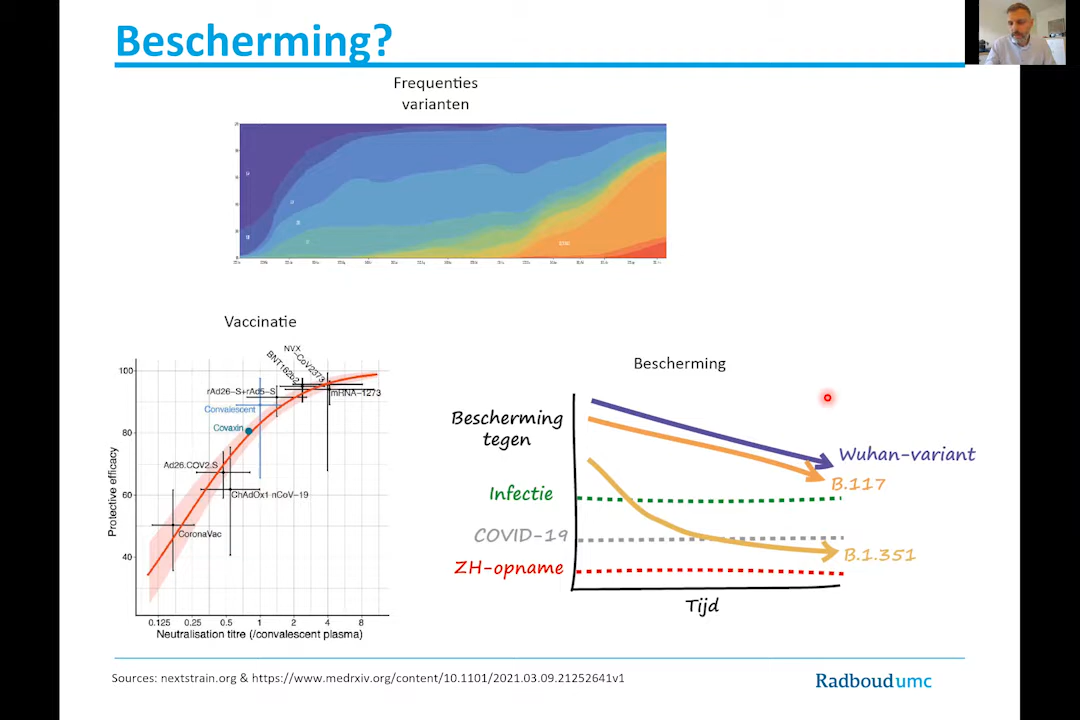 Bescherming?
Frequenties
varianten
Vaccinatie
Protective efficacy
100
80
60
40
NVX
-CoV2373
BNT162b2
rAd26-S+rAd5-S
mRNA-1273
Convalescent
Covaxin
Ad26.COV2.S
ChAdOx1 nCoV-19
CoronaVac
0.125 0.25 0.5 1 2 4 8
Neutralisation titre (/convalescent plasma)
Bescherming
Bescherming
tegen
Infectie
COVID-19
ZH-opname
Wuhan-variant
B.117
B.1.351
Tijd
Sources: nextstrain.org & https://www.medrxiv.org/content/10.1101/2021.03.09.21252641v1
Radboudumc